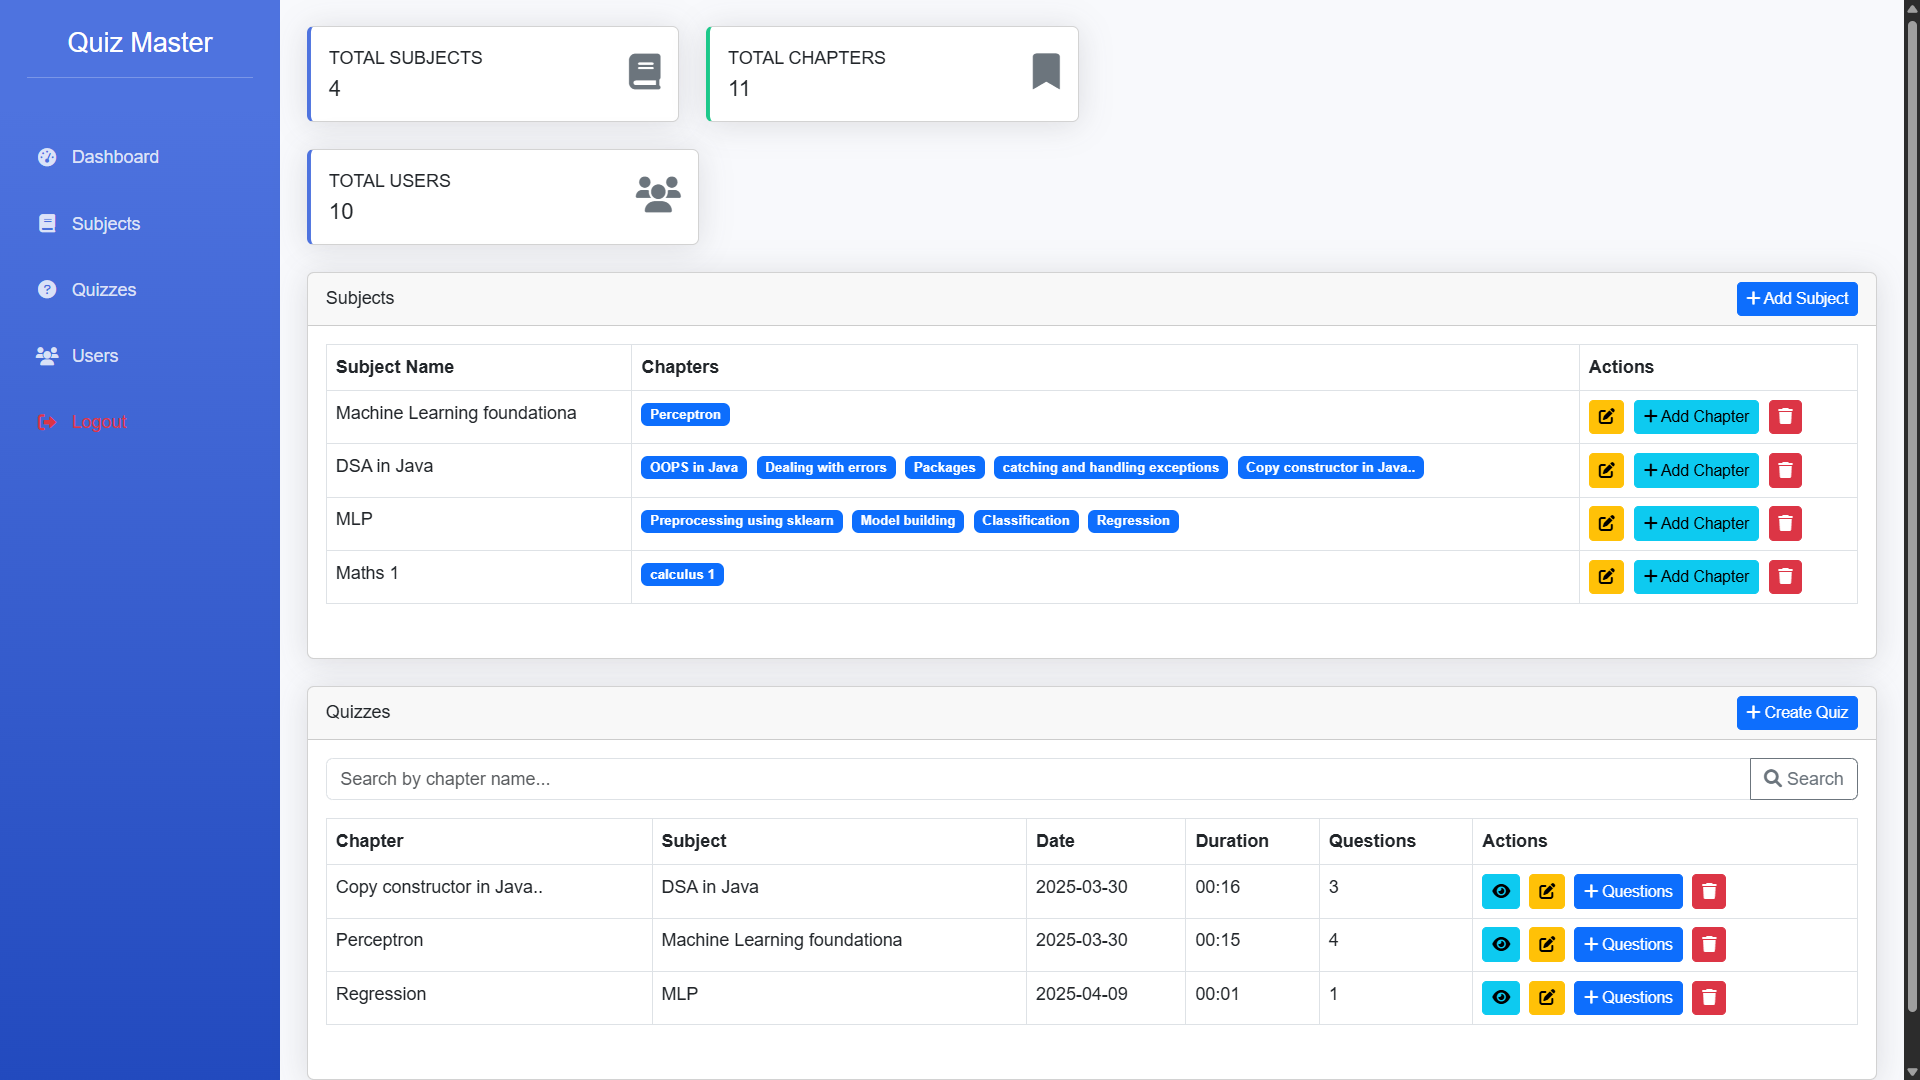 Quiz Master
Dashboard
Subjects
Quizzes
Users
Logout
TOTAL SUBJECTS
4
TOTAL CHAPTERS
11
TOTAL USERS
10
Subjects
Add Subject
Subject Name Chapters Actions
Machine Learning foundationa Perceptron Add Chapter
DSA in Java OOPS in Java Dealing with errors Packages catching and handling exceptions Copy constructor in Java.. Add Chapter
MLP Preprocessing using sklearn Model building Classification Regression Add Chapter
Maths 1 calculus 1 Add Chapter
Quizzes
Create Quiz
Search by chapter name... Search
Chapter Subject Date Duration Questions Actions
Copy constructor in Java.. DSA in Java 2025-03-30 00:16 3 Questions
Perceptron Machine Learning foundationa 2025-03-30 00:15 4 Questions
Regression MLP 2025-04-09 00:01 1 Questions